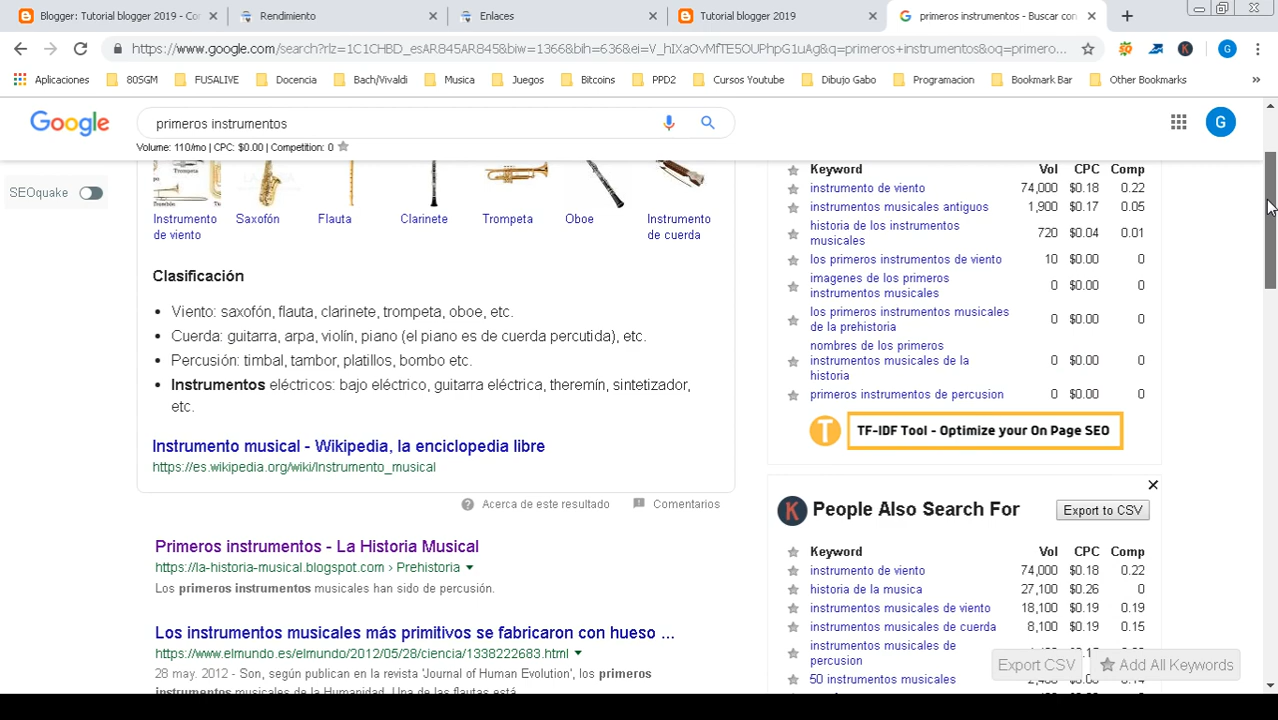 Blogger: Tutorial blogger 2019 - Co
Rendimiento
Enlaces
Tutorial blogger 2019
primeros instrumentos - Buscar con
https://www.google.com/search?rlz=1C1CHBD_esAR845AR845&biw=1366&bih=636&ei=V_hIXaOvMfTE5OUPhpG1uAg&q=primeros+instrumentos&oq=primero...
G
Aplicaciones
80SGM
FUSALIVE
Docencia
Bach/Vivaldi
Musica
Juegos
Bitcoins
PPD2
Cursos Youtube
Dibujo Gabo
Programacion
Bookmark Bar
Other Bookmarks
»
Google
primeros instrumentos
G
Volume: 110/mo | CPC: $0.00 | Competition: 0
SEOquake
Trompeta
Instrumento
de viento
Saxofón
Flauta
Clarinete
Trompeta
Oboe
Instrumento
de cuerda
Clasificación
• Viento: saxofón, flauta, clarinete, trompeta, oboe, etc.
• Cuerda: guitarra, arpa, violín, piano (el piano es de cuerda percutida), etc.
• Percusión: timbal, tambor, platillos, bombo etc.
• Instrumentos eléctricos: bajo eléctrico, guitarra eléctrica, theremín, sintetizador,
etc.
Instrumento musical - Wikipedia, la enciclopedia libre
https://es.wikipedia.org/wiki/Instrumento_musical
Acerca de este resultado
Comentarios
Primeros instrumentos - La Historia Musical
https://la-historia-musical.blogspot.com › Prehistoria
Los primeros instrumentos musicales han sido de percusión.
Los instrumentos musicales más primitivos se fabricaron con hueso ...
https://www.elmundo.es/elmundo/2012/05/28/ciencia/1338222683.html
28 may. 2012 - Son, según publican en la revista 'Journal of Human Evolution', los primeros
instrumentos musicales de la Humanidad. Una de las flautas está
Keyword Vol CPC Comp
instrumento de viento 74,000 $0.18 0.22
instrumentos musicales antiguos 1,900 $0.17 0.05
historia de los instrumentos
musicales 720 $0.04 0.01
los primeros instrumentos de viento 10 $0.00 0
imagenes de los primeros
instrumentos musicales 0 $0.00 0
los primeros instrumentos musicales
de la prehistoria 0 $0.00 0
nombres de los primeros
instrumentos musicales de la 0 $0.00 0
historia
primeros instrumentos de percusion 0 $0.00 0
T
TF-IDF Tool - Optimize your On Page SEO
K
People Also Search For
Export to CSV
Keyword Vol CPC Comp
instrumento de viento 74,000 $0.18 0.22
historia de la musica 27,100 $0.26 0
instrumentos musicales de viento 18,100 $0.19 0.19
instrumentos musicales de cuerda 8,100 $0.19 0.15
instrumentos musicales de
percusion
50 instrumentos musicales
Export CSV
Add All Keywords